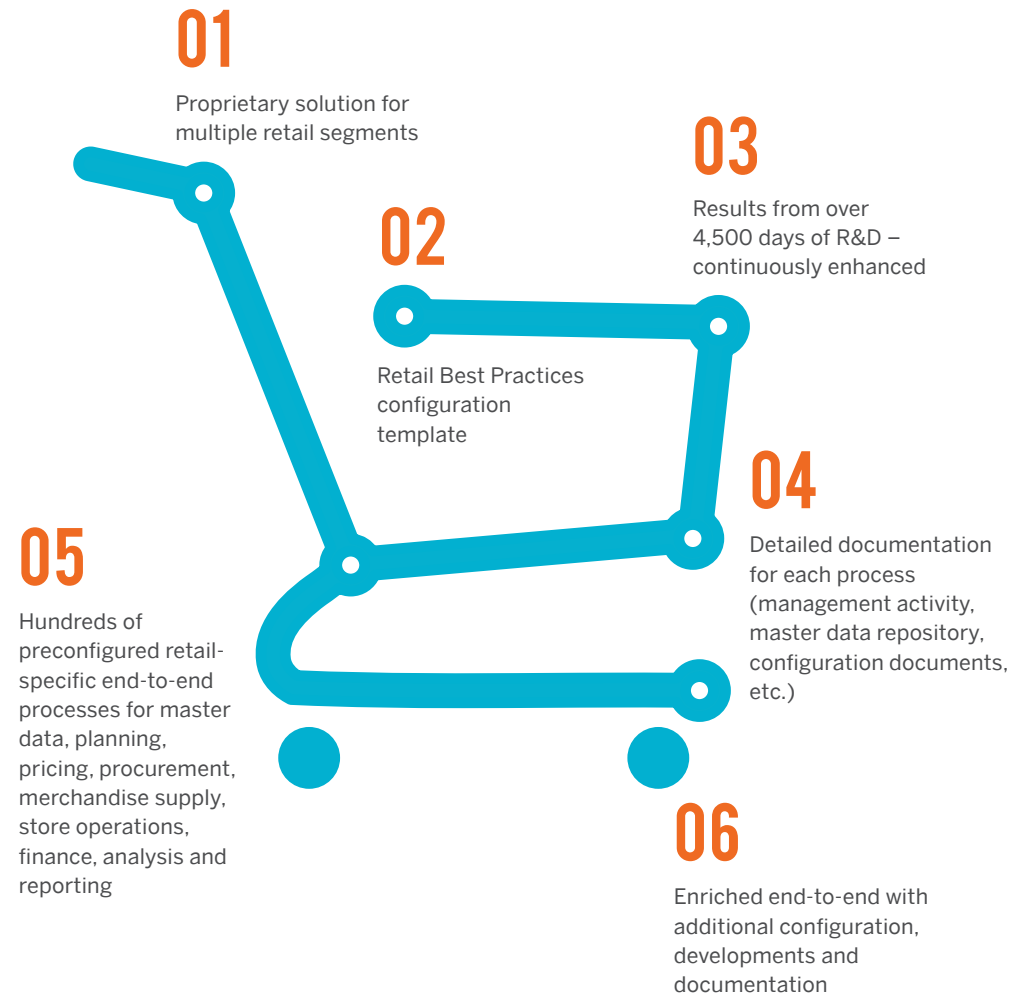 01
Proprietary solution for
multiple retail segments
02
Retail Best Practices
configuration
template
03
Results from over
4,500 days of R&D –
continuously enhanced
04
Detailed documentation
for each process
(management activity,
master data repository,
configuration documents,
etc.)
05
Hundreds of
preconfigured retail-
specific end-to-end
processes for master
data, planning,
pricing, procurement,
merchandise supply,
store operations,
finance, analysis and
reporting
06
Enriched end-to-end with
additional configuration,
developments and
documentation